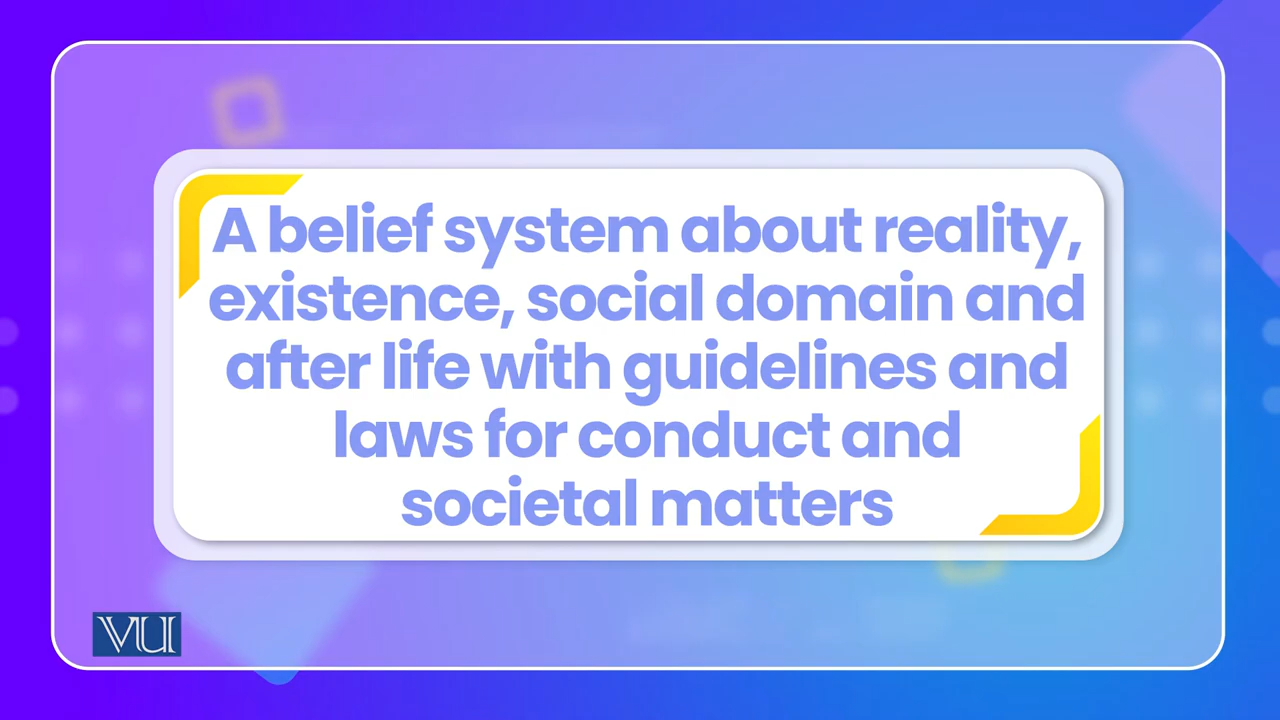 A belief system about reality,
existence, social domain and
after life with guidelines and
laws for conduct and
societal matters
VU